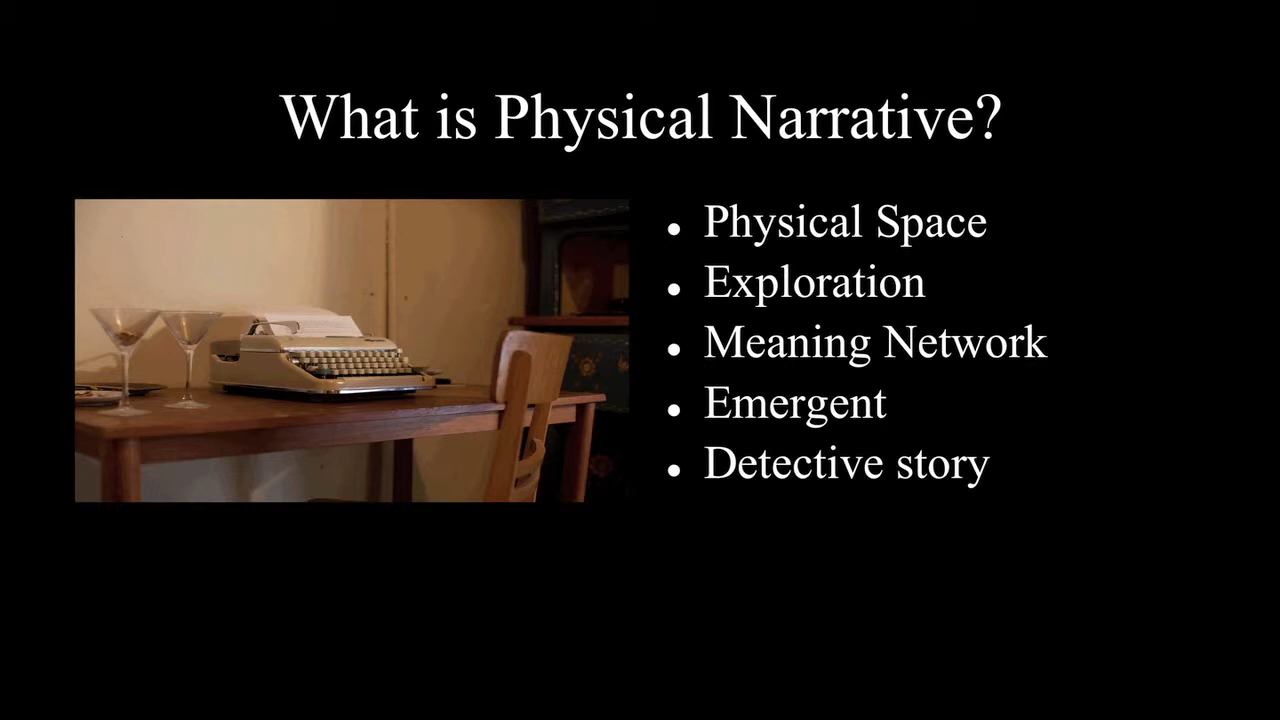 What is Physical Narrative?
• Physical Space
• Exploration
• Meaning Network
• Emergent
• Detective story